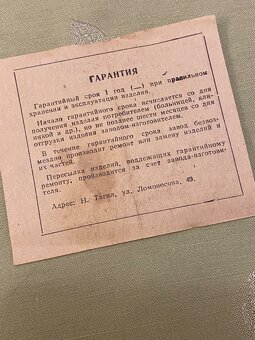 ГАРАНТИЯ
Гарантийный срок 1 год (—) при правильном
хранении и эксплуатации изделия.
Начало гарантийного срока исчисляется со дня
получения изделия потребителем (больницей, кли-
никой и др.), но не позднее шести месяцев со дня
отгрузки изделия заводом-изготовителем.
В течение гарантийного срока завод безвоз-
мездно производит ремонт или замену изделий и
их частей.
Пересылка изделий, подлежащих гарантийному
ремонту, производится за счет завода-изготови-
теля.
Адрес: Н. Тагил, ул. Ломоносова, 49.